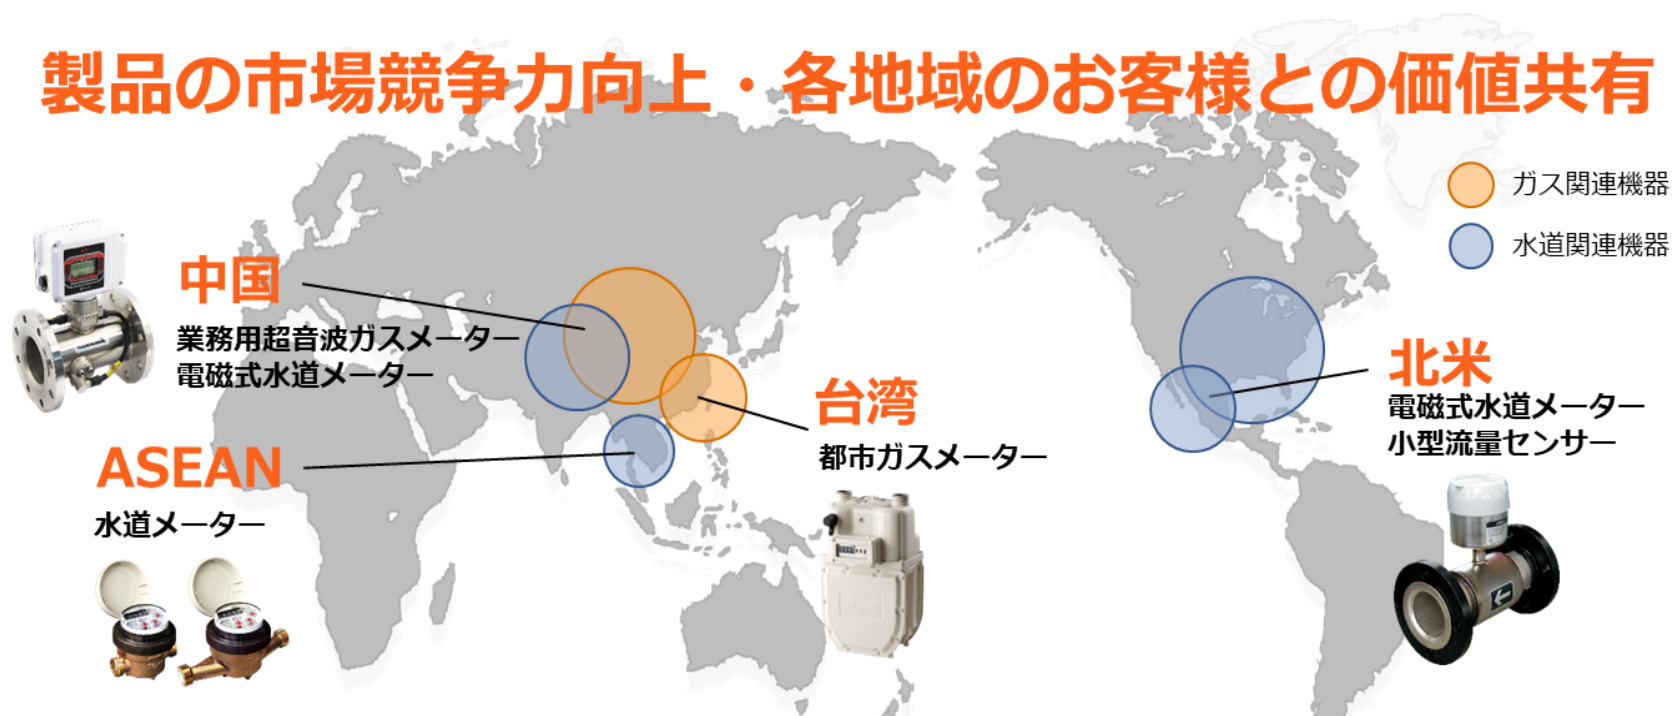 製品の市場競争力向上・各地域のお客様との価値共有
ガス関連機器
水道関連機器
中国
業務用超音波ガスメーター
電磁式水道メーター
ASEAN
水道メーター
台湾
都市ガスメーター
北米
電磁式水道メーター
小型流量センサー